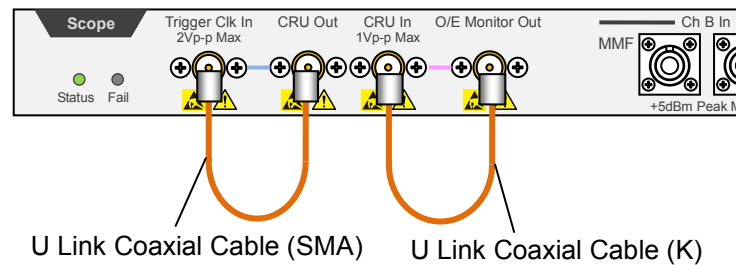 Scope
Trigger Clk In CRU Out CRU In O/E Monitor Out Ch B In
2Vp-p Max 1Vp-p Max
MMF
Status Fail
+5dBm Peak M
U Link Coaxial Cable (SMA) U Link Coaxial Cable (K)